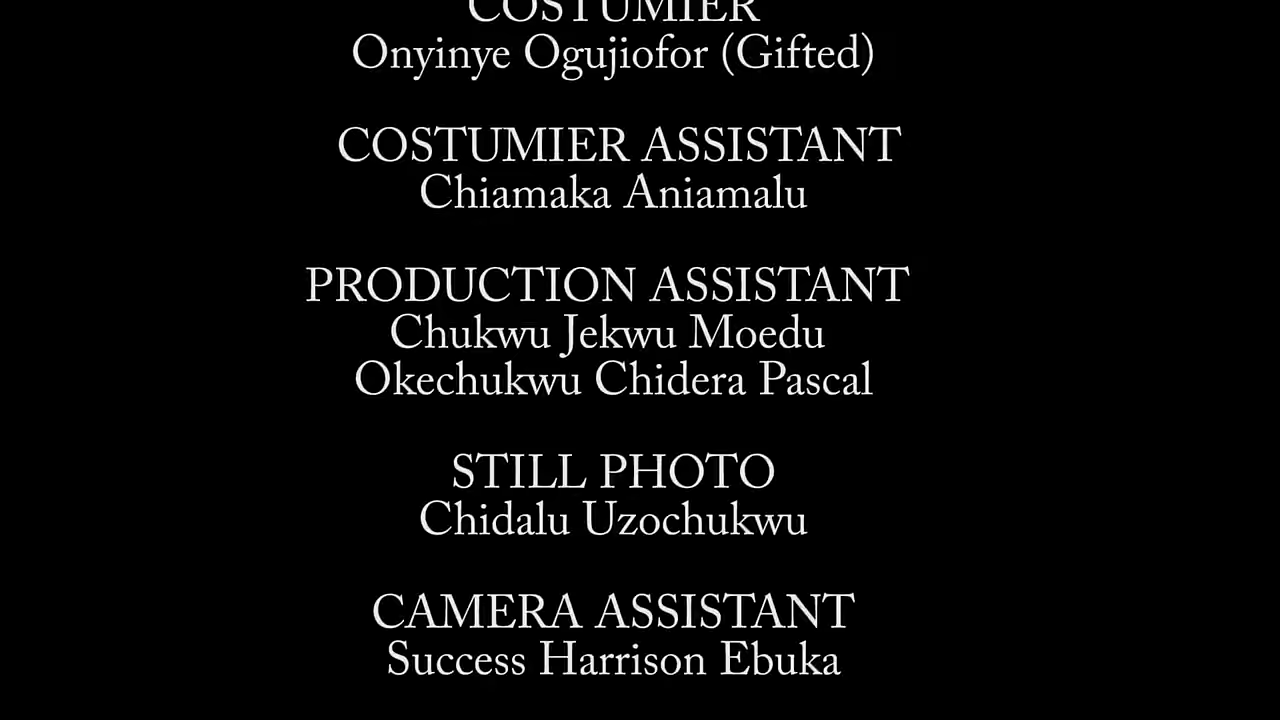 COSTUMIER
Onyinye Ogujiofor (Gifted)
COSTUMIER ASSISTANT
Chiamaka Aniamalu
PRODUCTION ASSISTANT
Chukwu Jekwu Moedu
Okechukwu Chidera Pascal
STILL PHOTO
Chidalu Uzochukwu
CAMERA ASSISTANT
Success Harrison Ebuka